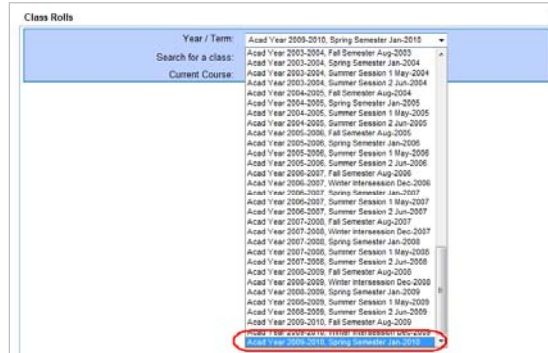 Class Rolls
Year / Term: Acad Year 2009-2010, Spring Semester Jan-2010
Search for a class:
Current Course:
Acad Year 2003-2004, Fall Semester Aug-2003
Acad Year 2003-2004, Spring Semester Jan-2004
Acad Year 2003-2004, Summer Session 1 May-2004
Acad Year 2003-2004, Summer Session 2 Jun-2004
Acad Year 2004-2005, Fall Semester Aug-2004
Acad Year 2004-2005, Spring Semester Jan-2005
Acad Year 2004-2005, Summer Session 1 May-2005
Acad Year 2004-2005, Summer Session 2 Jun-2005
Acad Year 2005-2006, Fall Semester Aug-2005
Acad Year 2005-2006, Spring Semester Jan-2006
Acad Year 2005-2006, Summer Session 1 May-2006
Acad Year 2005-2006, Summer Session 2 Jun-2006
Acad Year 2006-2007, Fall Semester Aug-2006
Acad Year 2006-2007, Winter Intersession Dec-2006
Acad Year 2006-2007, Spring Semester Jan-2007
Acad Year 2006-2007, Summer Session 1 May-2007
Acad Year 2006-2007, Summer Session 2 Jun-2007
Acad Year 2007-2008, Fall Semester Aug-2007
Acad Year 2007-2008, Winter Intersession Dec-2007
Acad Year 2007-2008, Spring Semester Jan-2008
Acad Year 2007-2008, Summer Session 1 May-2008
Acad Year 2007-2008, Summer Session 2 Jun-2008
Acad Year 2008-2009, Fall Semester Aug-2008
Acad Year 2008-2009, Winter Intersession Dec-2008
Acad Year 2008-2009, Spring Semester Jan-2009
Acad Year 2008-2009, Summer Session 1 May-2009
Acad Year 2008-2009, Summer Session 2 Jun-2009
Acad Year 2009-2010, Fall Semester Aug-2009
Acad Year 2009-2010, Winter Intersession Dec-2009
Acad Year 2009-2010, Spring Semester Jan-2010